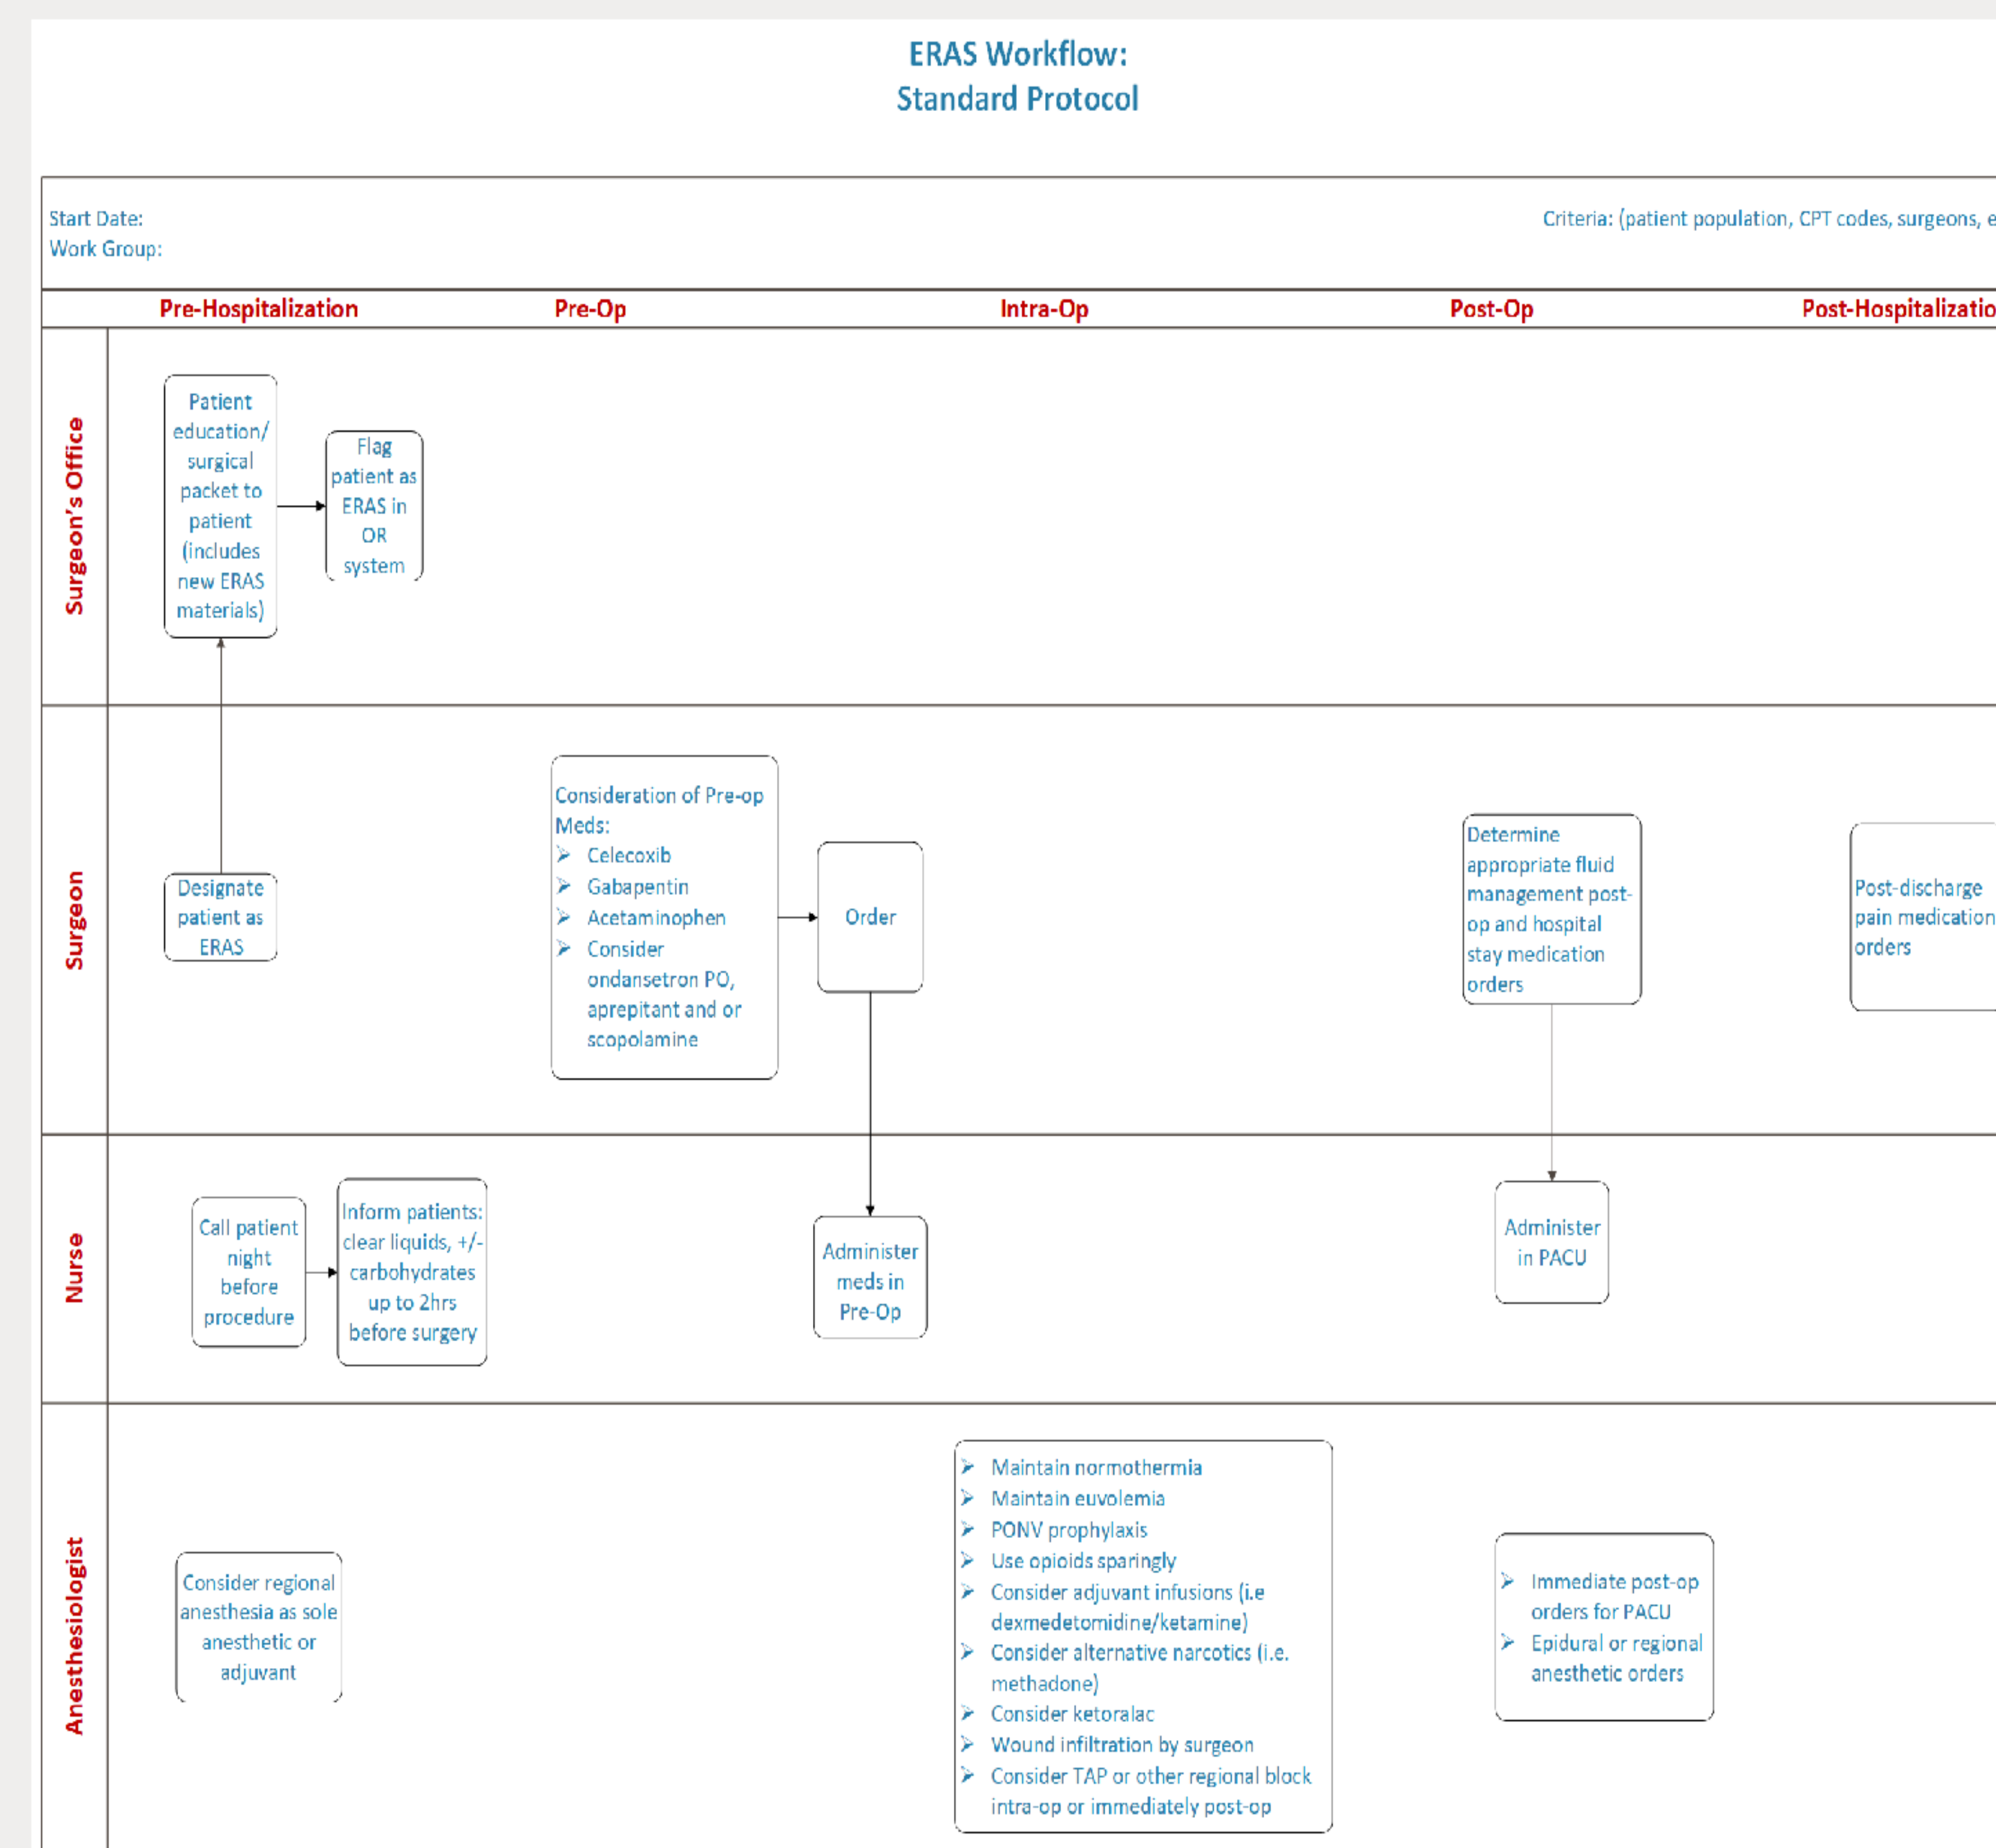 ERAS Workflow:
Standard Protocol
Start Date:
Work Group:
Criteria: (patient population, CPT codes, surgeons, e
Pre-Hospitalization
Pre-Op
Intra-Op
Post-Op
Post-Hospitalizatio
Surgeon's Office
Patient
education/
surgical
packet to
patient
(includes
new ERAS
materials)
Flag
patient as
ERAS in
OR
system
Surgeon
Designate
patient as
ERAS
Consideration of Pre-op
Meds:
Celecoxib
Gabapentin
Acetaminophen
Consider
ondansetron PO,
aprepitant and or
scopolamine
Order
Determine
appropriate fluid
management post-
op and hospital
stay medication
orders
Post-discharge
pain medication
orders
Nurse
Call patient
night
before
procedure
Inform patients:
clear liquids, +/-
carbohydrates
up to 2hrs
before surgery
Administer
meds in
Pre-Op
Administer
in PACU
Anesthesiologist
Consider regional
anesthesia as sole
anesthetic or
adjuvant
Maintain normothermia
Maintain euvolemia
PONV prophylaxis
Use opioids sparingly
Consider adjuvant infusions (i.e
dexmedetomidine/ketamine)
Consider alternative narcotics (i.e.
methadone)
Consider ketoralac
Wound infiltration by surgeon
Consider TAP or other regional block
intra-op or immediately post-op
Immediate post-op
orders for PACU
Epidural or regional
anesthetic orders